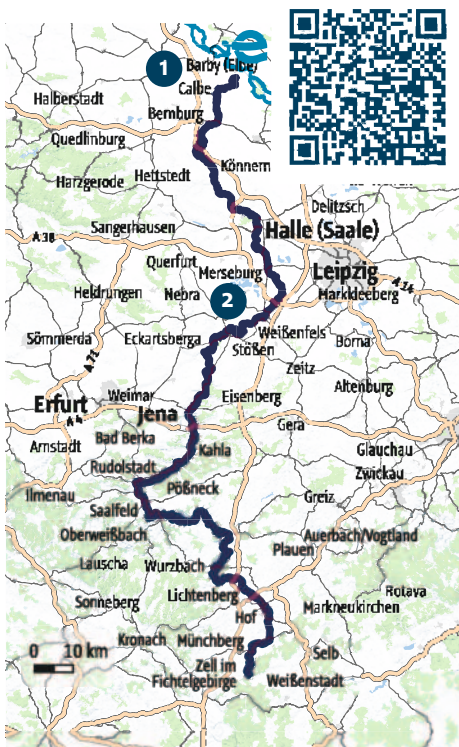 1
Barby (Elbe)
Calbe
Halberstadt
Bernburg
Quedlinburg
Könnern
Hettstedt
Harzgerode
Delitzsch
Sangerhausen
Halle (Saale)
A 38
Querfurt
Merseburg
Leipzig
A 14
Heldrungen
Nebra
2
Markkleeberg
Weißenfels
Sömmerda
Eckartsberga
Stößen
Borna
A 71
Zeitz
Altenburg
Weimar
Eisenberg
Erfurt
Jena
A 4
Gera
Bad Berka
Arnstadt
Kahla
Glauchau
Rudolstadt
Zwickau
Pößneck
Ilmenau
Greiz
Saalfeld
Oberweißbach
Auerbach/Vogtland
Plauen
Lauscha
Wurzbach
Lichtenberg
Rotava
Sonneberg
Markneukirchen
Hof
Kronach
Münchberg
Selb
0 10 km
Zell im
Fichtelgebirge
Weißenstadt